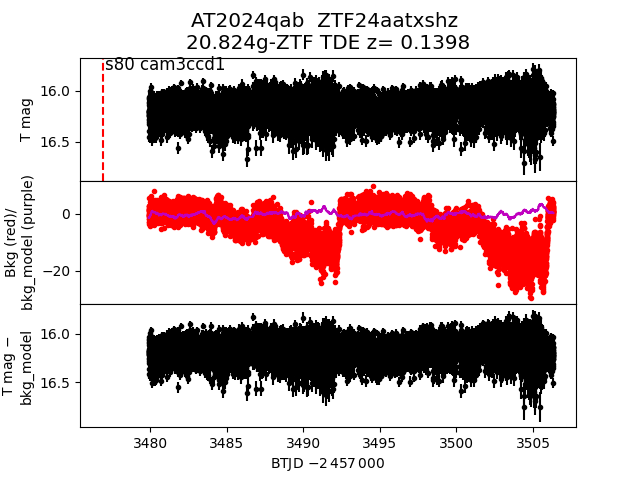 AT2024qab  ZTF24aatxshz
20.824g-ZTF TDE z= 0.1398
s80 cam3ccd1
T mag
16.0
16.5
Bkg (red)/
bkg_model (purple)
0
−20
T mag −
bkg_model
16.0
16.5
3480 3485 3490 3495 3500 3505
BTJD −2 457 000